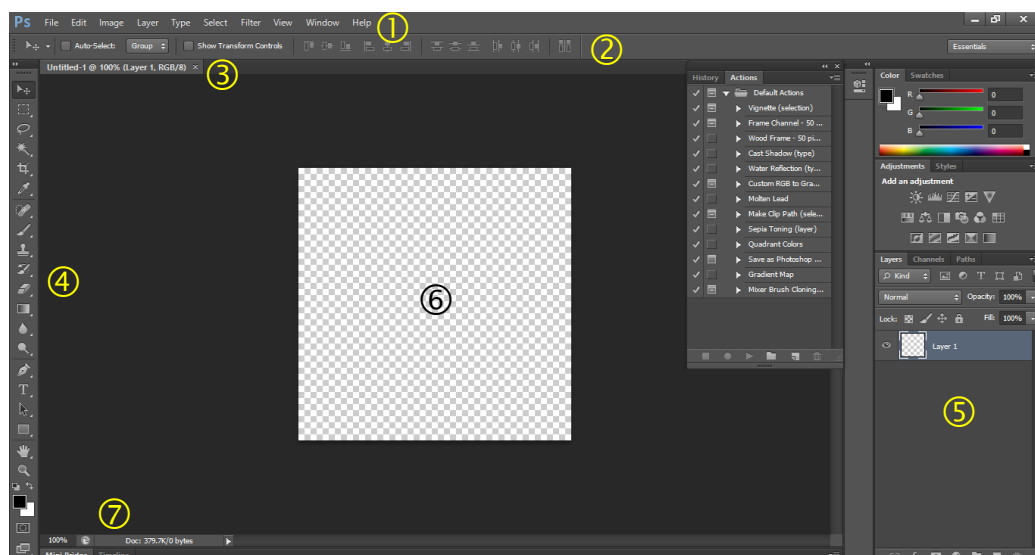 Ps File Edit Image Layer Type Select Filter View Window Help
①
Auto-Select: Group Show Transform Controls
②
Essentials
Untitled-1 @ 100% (Layer 1, RGB/8) ×
③
History Actions
Default Actions
Vignette (selection)
Frame Channel - 50 ...
Wood Frame - 50 pi...
Cast Shadow (type)
Water Reflection (ty...
Custom RGB to Gra...
Molten Lead
Make Clip Path (sele...
Sepia Toning (layer)
Quadrant Colors
Save as Photoshop ...
Gradient Map
Mixer Brush Cloning...
Color Swatches
R 0
G 0
B 0
Adjustments Styles
Add an adjustment
Layers Channels Paths
Kind
Normal Opacity: 100%
Lock: Fill: 100%
Layer 1
④
⑥
⑤
⑦
100% Doc: 379.7K/0 bytes
Mini Bridge Timeline